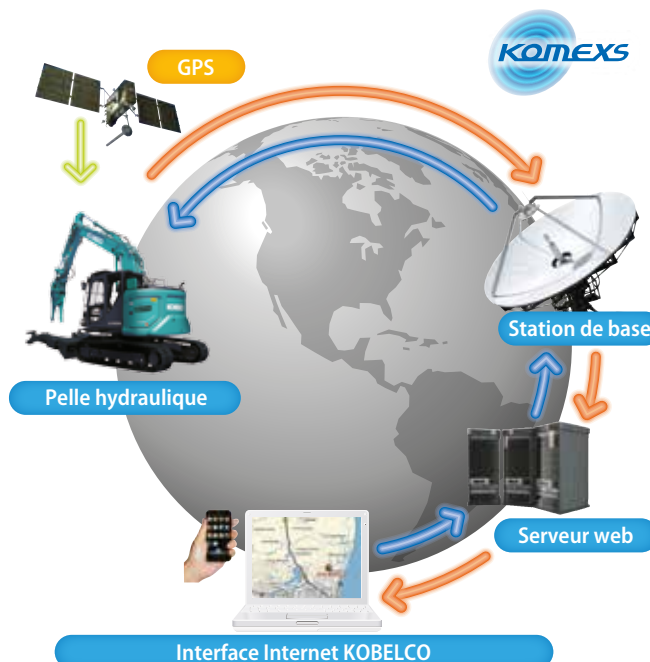 GPS
KOMEXS
Station de base
Pelle hydraulique
Serveur web
Interface Internet KOBELCO